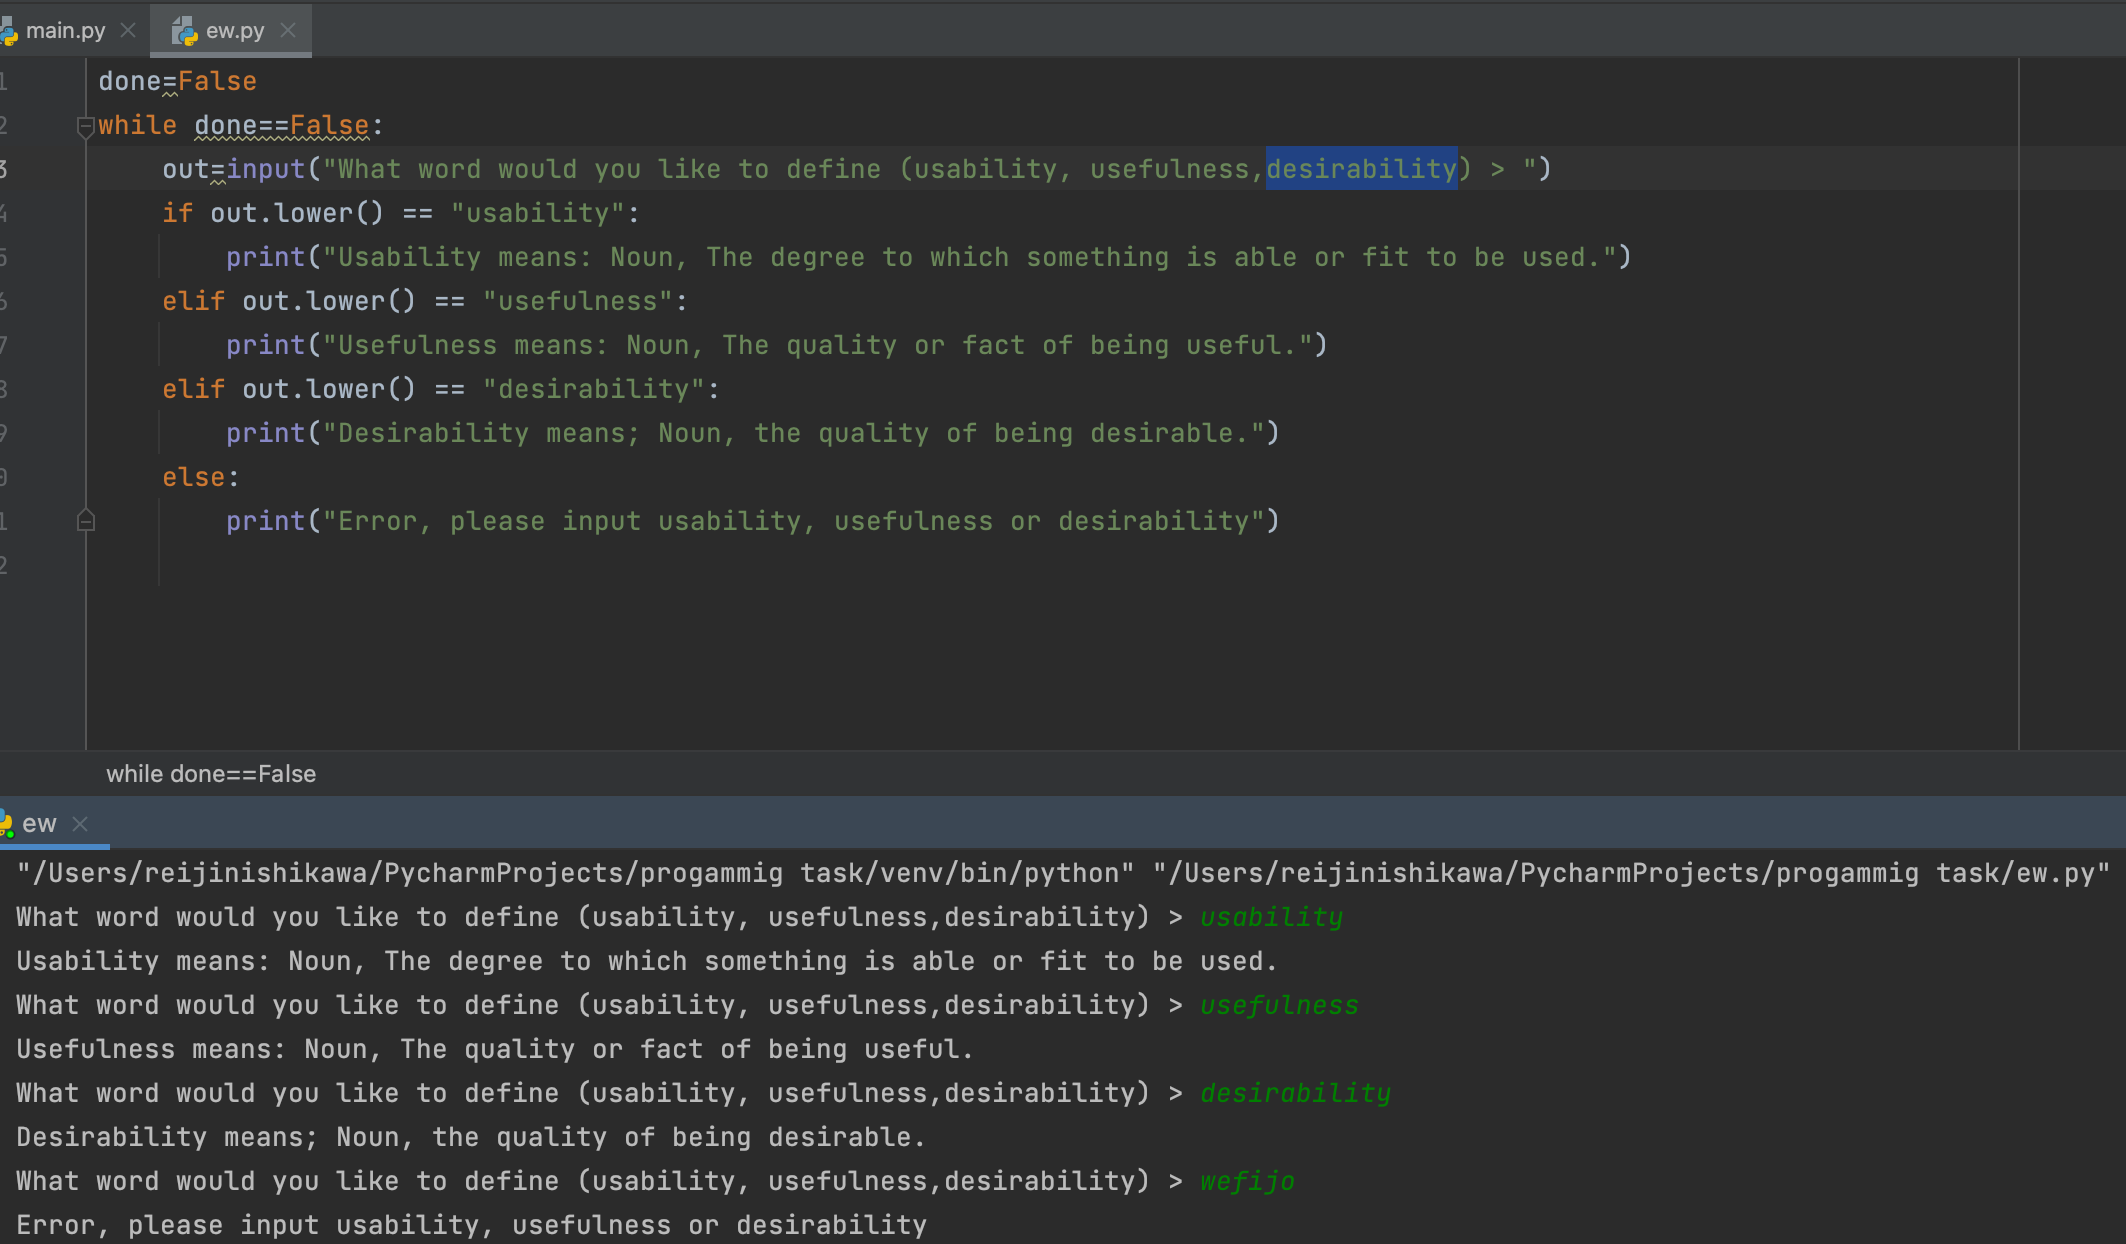 main.py ew.py
1 done=False
2 while done==False:
3     out=input("What word would you like to define (usability, usefulness,desirability) > ")
4     if out.lower() == "usability":
5         print("Usability means: Noun, The degree to which something is able or fit to be used.")
6     elif out.lower() == "usefulness":
7         print("Usefulness means: Noun, The quality or fact of being useful.")
8     elif out.lower() == "desirability":
9         print("Desirability means; Noun, the quality of being desirable.")
0     else:
1         print("Error, please input usability, usefulness or desirability")
2
while done==False
ew
"/Users/reijinishikawa/PycharmProjects/progammig task/venv/bin/python" "/Users/reijinishikawa/PycharmProjects/progammig task/ew.py"
What word would you like to define (usability, usefulness,desirability) > usability
Usability means: Noun, The degree to which something is able or fit to be used.
What word would you like to define (usability, usefulness,desirability) > usefulness
Usefulness means: Noun, The quality or fact of being useful.
What word would you like to define (usability, usefulness,desirability) > desirability
Desirability means; Noun, the quality of being desirable.
What word would you like to define (usability, usefulness,desirability) > wefijo
Error, please input usability, usefulness or desirability